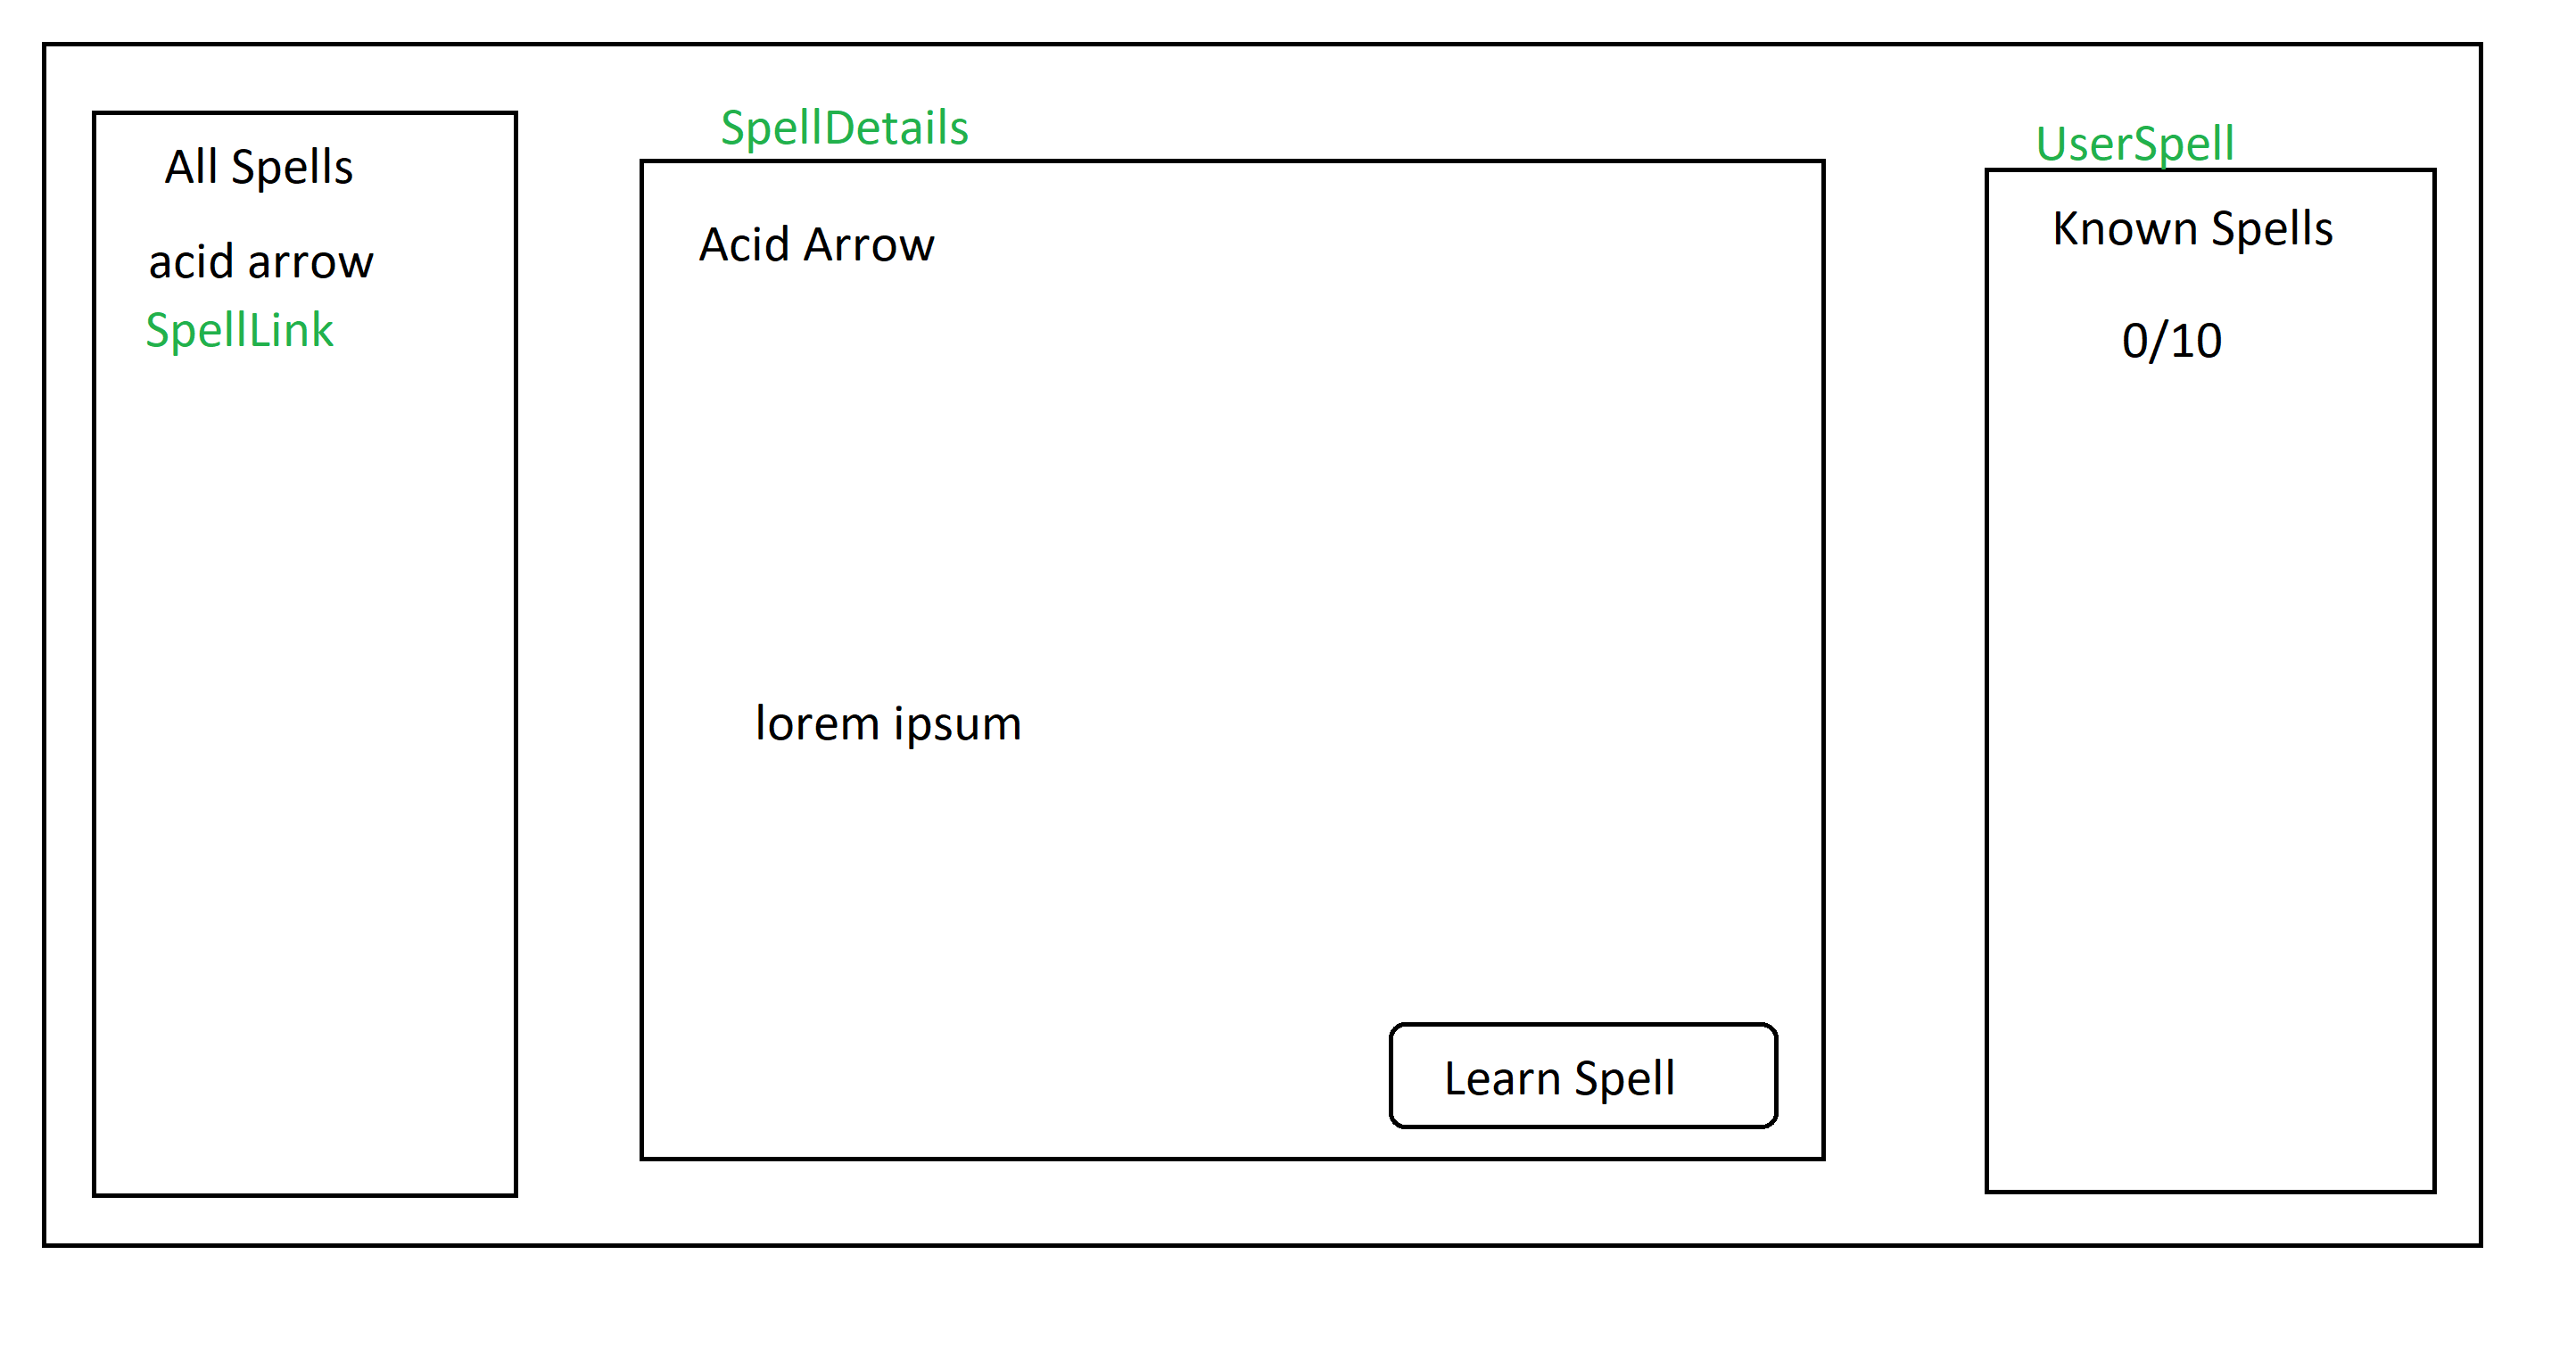 All Spells
acid arrow
SpellLink
SpellDetails
Acid Arrow
lorem ipsum
Learn Spell
UserSpell
Known Spells
0/10